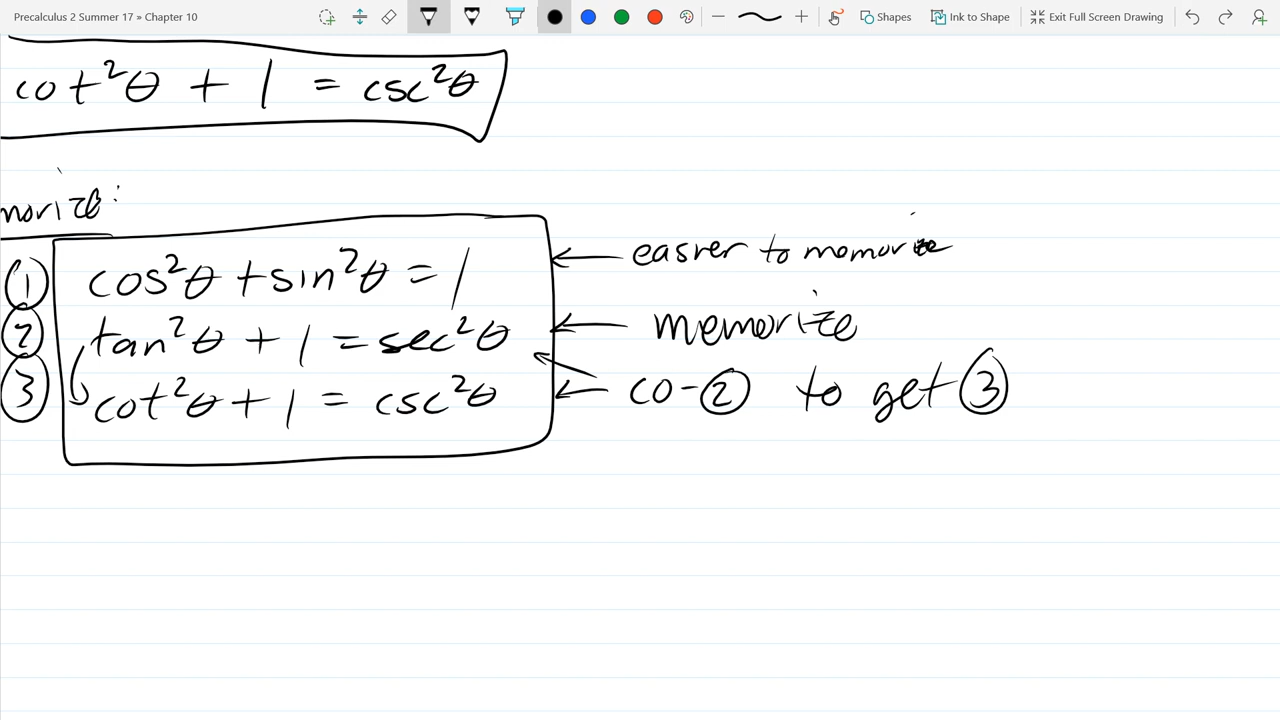 Precalculus 2 Summer 17 » Chapter 10
Shapes
Ink to Shape
Exit Full Screen Drawing
cot²θ + 1 = csc²θ
morize:
① cos²θ + sin²θ = 1 ← easier to memorize
② tan²θ + 1 = sec²θ ← memorize
③ cot²θ + 1 = csc²θ ← co-② to get ③